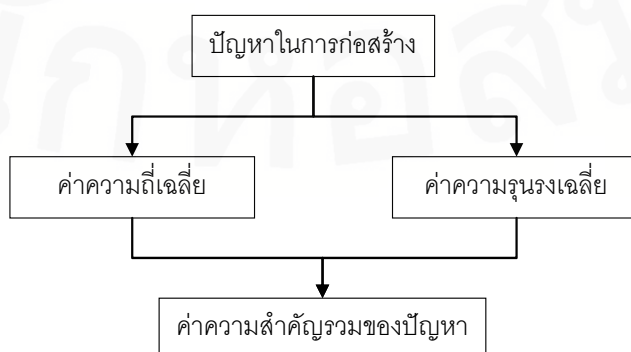 ปัญหาในการก่อสร้าง
ค่าความถี่เฉลี่ย
ค่าความรุนรงเฉลี่ย
ค่าความสำคัญรวมของปัญหา